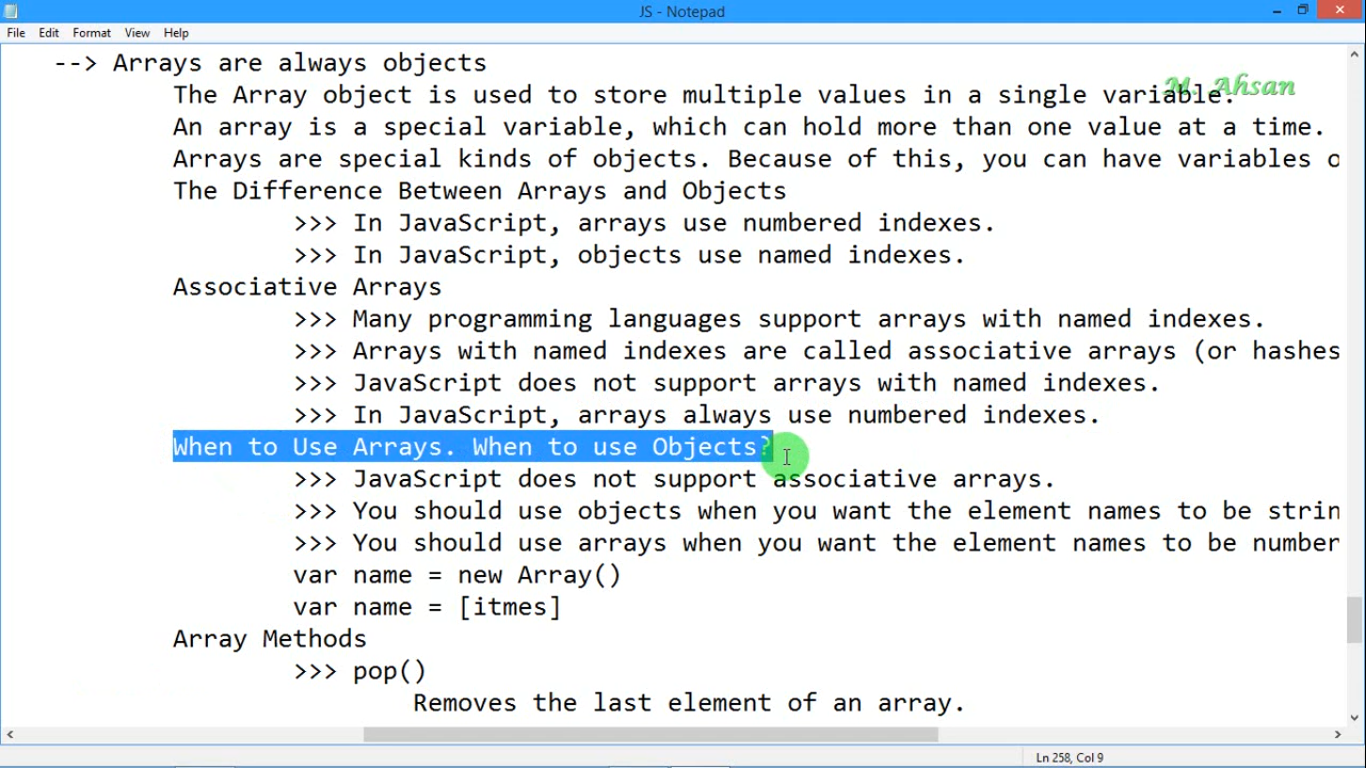 JS - Notepad
File Edit Format View Help
--> Arrays are always objects
M. Ahsan
The Array object is used to store multiple values in a single variable.
An array is a special variable, which can hold more than one value at a time.
Arrays are special kinds of objects. Because of this, you can have variables o
The Difference Between Arrays and Objects
>>> In JavaScript, arrays use numbered indexes.
>>> In JavaScript, objects use named indexes.
Associative Arrays
>>> Many programming languages support arrays with named indexes.
>>> Arrays with named indexes are called associative arrays (or hashes
>>> JavaScript does not support arrays with named indexes.
>>> In JavaScript, arrays always use numbered indexes.
When to Use Arrays. When to use Objects?
>>> JavaScript does not support associative arrays.
>>> You should use objects when you want the element names to be strin
>>> You should use arrays when you want the element names to be number
var name = new Array()
var name = [itmes]
Array Methods
>>> pop()
Removes the last element of an array.
Ln 258, Col 9